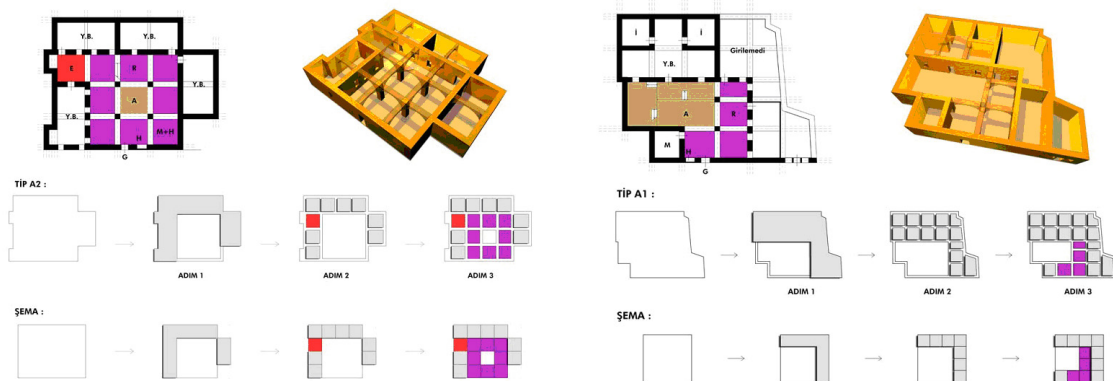 Y.B.
Y.B.
E
R
Y.B.
A
Y.B.
M+H
H
G
TİP A2 :
ADIM 1
ADIM 2
ADIM 3
ŞEMA :
İ
İ
Girilemedi
Y.B.
A
R
M
H
G
TİP A1 :
ADIM 1
ADIM 2
ADIM 3
ŞEMA :